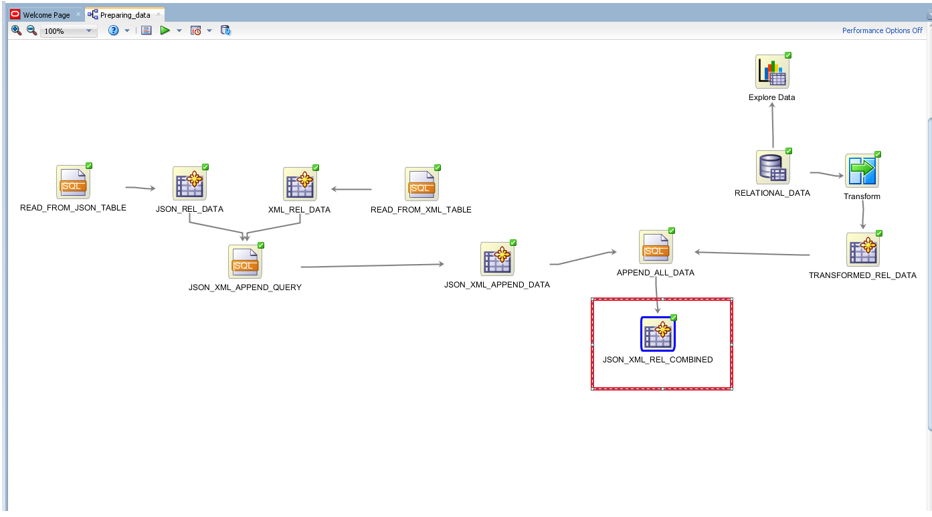 Welcome Page
Preparing_data
100%
Performance Options Off
Explore Data
RELATIONAL_DATA
Transform
READ_FROM_JSON_TABLE
JSON_REL_DATA
XML_REL_DATA
READ_FROM_XML_TABLE
SQL
SQL
JSON_XML_APPEND_QUERY
SQL
JSON_XML_APPEND_DATA
APPEND_ALL_DATA
SQL
TRANSFORMED_REL_DATA
JSON_XML_REL_COMBINED